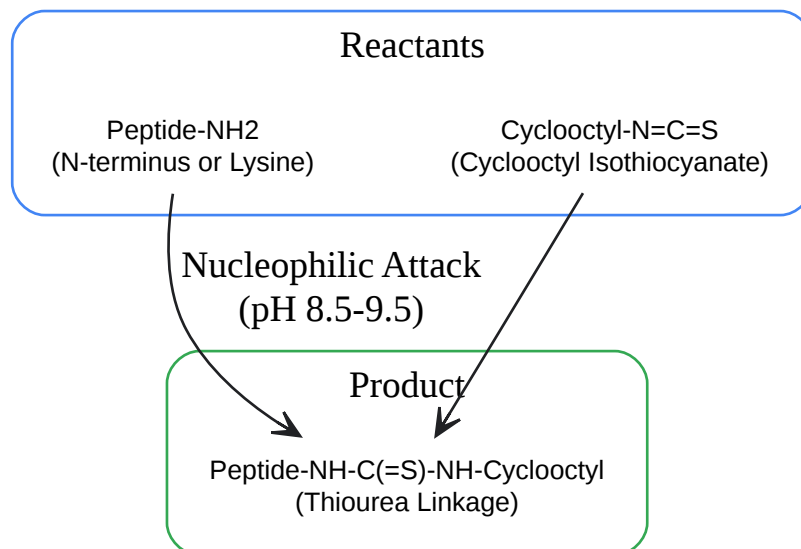 Reactants
Peptide-NH2
(N-terminus or Lysine)
Cyclooctyl-N=C=S
(Cyclooctyl Isothiocyanate)
Nucleophilic Attack
(pH 8.5-9.5)
Product
Peptide-NH-C(=S)-NH-Cyclooctyl
(Thiourea Linkage)